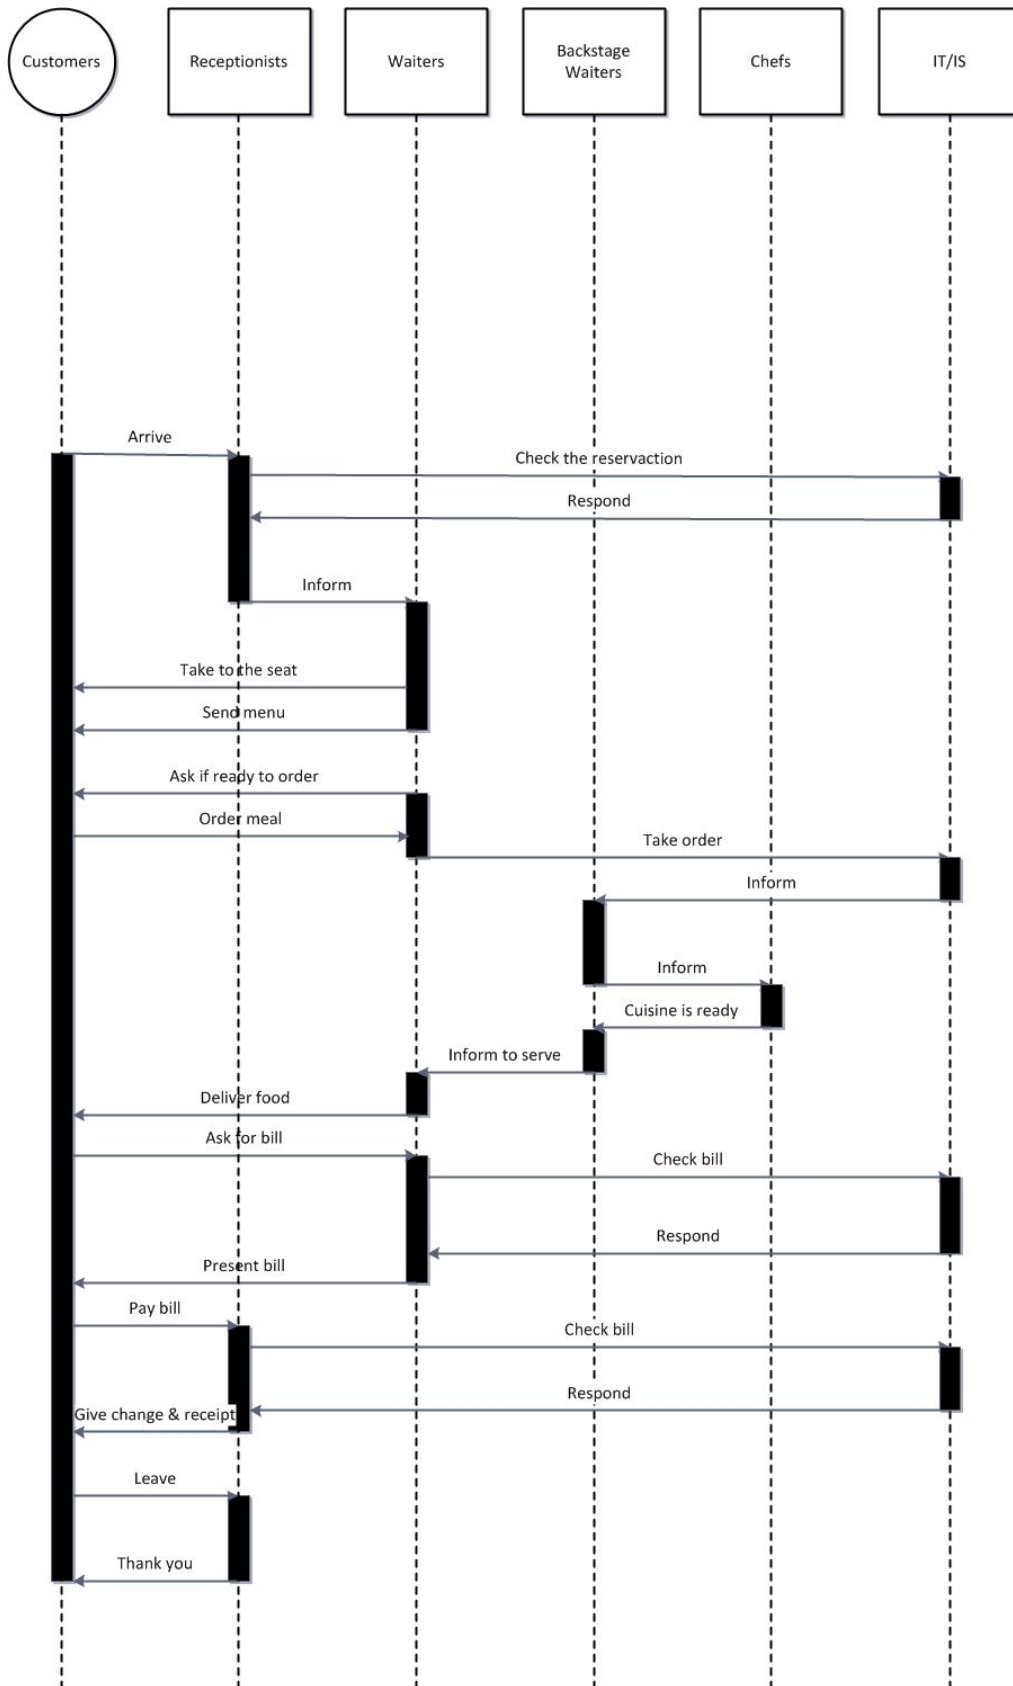 Customers
Receptionists
Waiters
Backstage
Waiters
Chefs
IT/IS
Arrive
Check the reservaction
Respond
Inform
Take to the seat
Send menu
Ask if ready to order
Order meal
Take order
Inform
Inform
Cuisine is ready
Inform to serve
Deliver food
Ask for bill
Check bill
Respond
Present bill
Pay bill
Check bill
Respond
Give change & receipt
Leave
Thank you